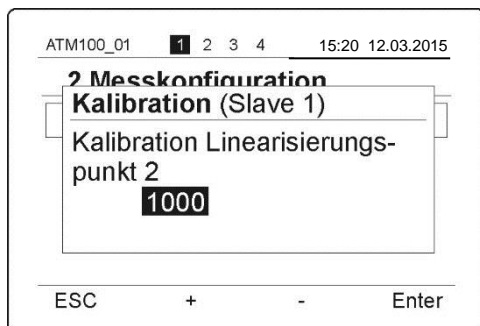 ATM100_01 1 2 3 4 15:20 12.03.2015
2 Messkonfiguration
Kalibration (Slave 1)
Kalibration Linearisierungs-
punkt 2
1000
ESC + - Enter